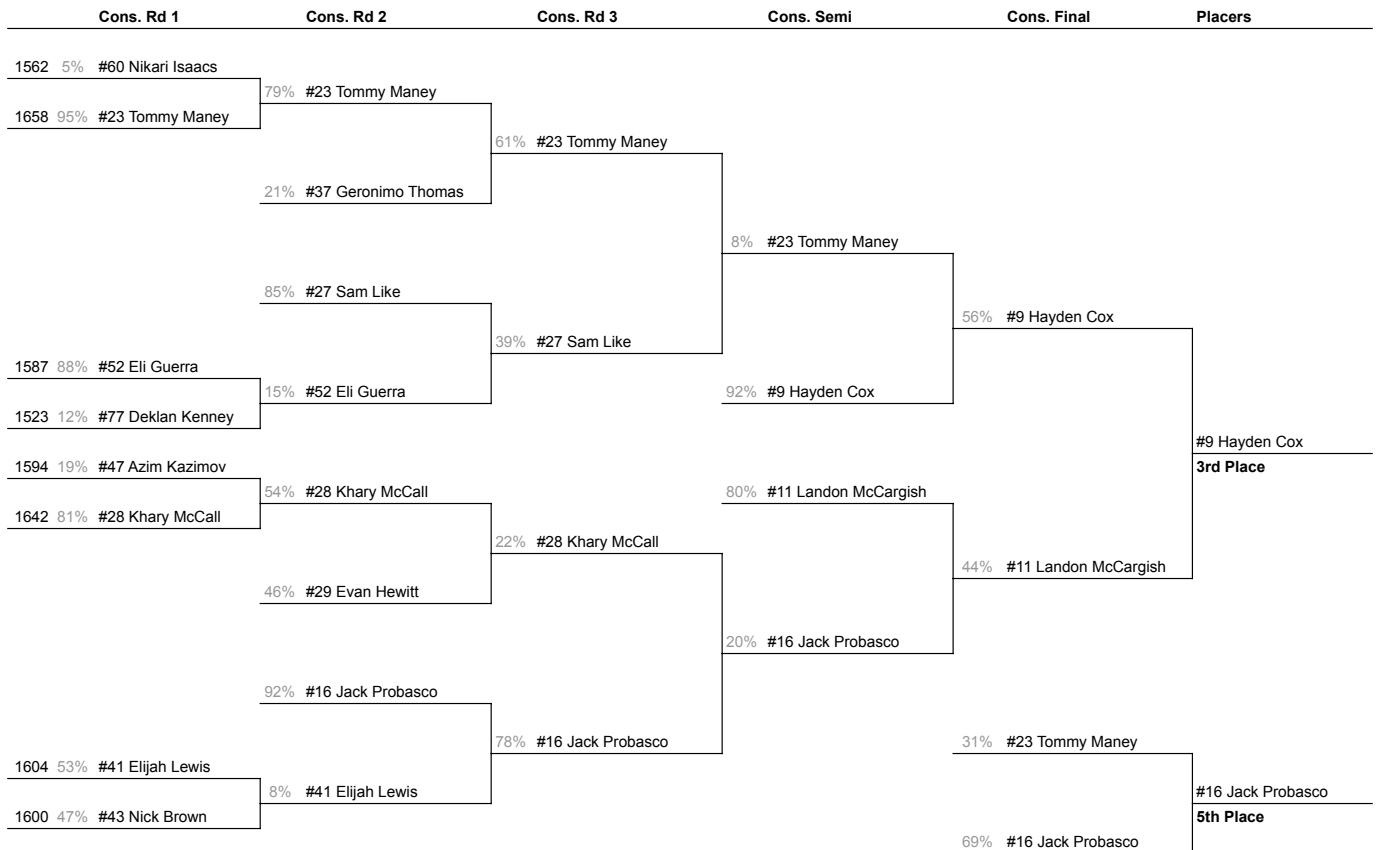 Cons. Rd 1 Cons. Rd 2 Cons. Rd 3 Cons. Semi Cons. Final Placers
1562 5% #60 Nikari Isaacs
79% #23 Tommy Maney
1658 95% #23 Tommy Maney
61% #23 Tommy Maney
21% #37 Geronimo Thomas
8% #23 Tommy Maney
85% #27 Sam Like
56% #9 Hayden Cox
39% #27 Sam Like
1587 88% #52 Eli Guerra
15% #52 Eli Guerra
92% #9 Hayden Cox
1523 12% #77 Deklan Kenney
#9 Hayden Cox
3rd Place
1594 19% #47 Azim Kazimov
54% #28 Khary McCall
80% #11 Landon McCargish
1642 81% #28 Khary McCall
22% #28 Khary McCall
44% #11 Landon McCargish
46% #29 Evan Hewitt
20% #16 Jack Probasco
92% #16 Jack Probasco
78% #16 Jack Probasco
31% #23 Tommy Maney
1604 53% #41 Elijah Lewis
8% #41 Elijah Lewis
#16 Jack Probasco
5th Place
1600 47% #43 Nick Brown
69% #16 Jack Probasco